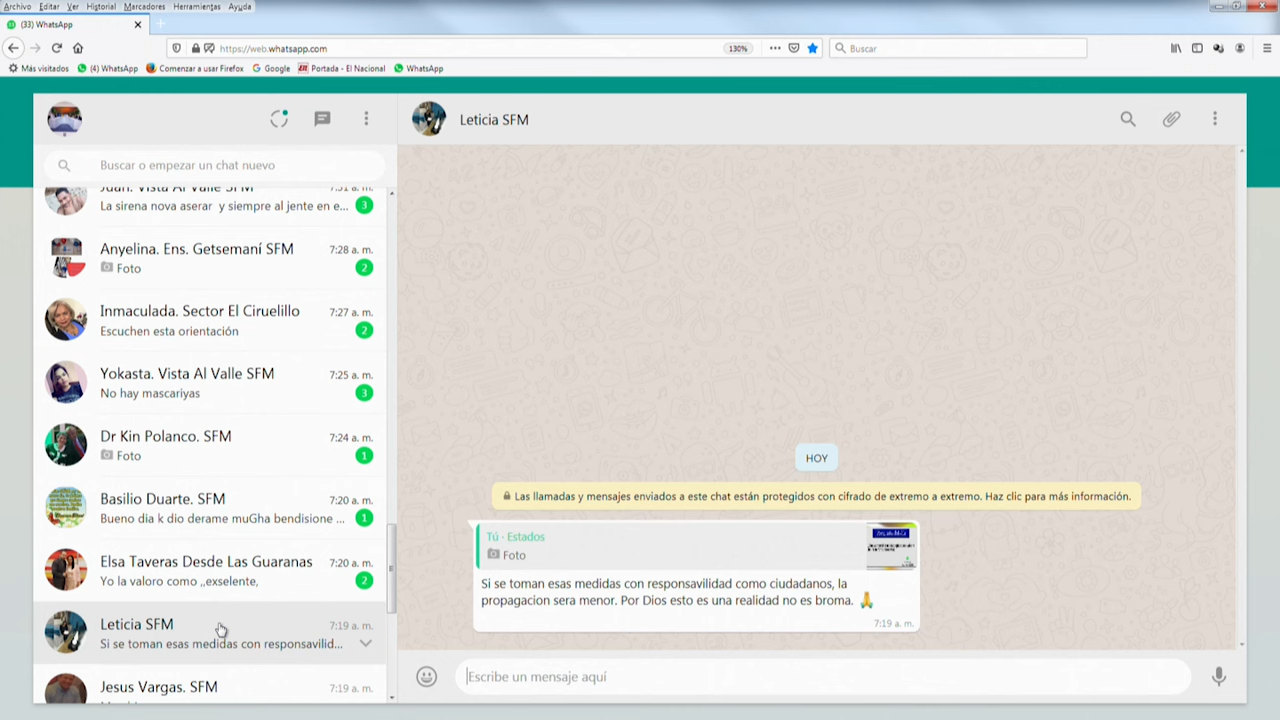 Archivo Editar Ver Historial Marcadores Herramientas Ayuda
(33) WhatsApp
https://web.whatsapp.com
130%
Buscar
Más visitados
(4) WhatsApp
Comenzar a usar Firefox
Google
Portada - El Nacional
WhatsApp
Leticia SFM
Buscar o empezar un chat nuevo
Juan. Vista Al Valle SFM 7:31 a. m.
La sirena nova aserar y siempre al jente en e... 3
Anyelina. Ens. Getsemaní SFM 7:28 a. m.
Foto 2
Inmaculada. Sector El Ciruelillo 7:27 a. m.
Escuchen esta orientación 2
Yokasta. Vista Al Valle SFM 7:25 a. m.
No hay mascariyas 3
Dr Kin Polanco. SFM 7:24 a. m.
Foto 1
Basilio Duarte. SFM 7:20 a. m.
Bueno dia k dio derame muGha bendisione ... 1
Elsa Taveras Desde Las Guaranas 7:20 a. m.
Yo la valoro como ,,exselente, 2
Leticia SFM 7:19 a. m.
Si se toman esas medidas con responsavilid...
Jesus Vargas. SFM 7:19 a. m.
HOY
Las llamadas y mensajes enviados a este chat están protegidos con cifrado de extremo a extremo. Haz clic para más información.
Tú · Estados
Foto
Si se toman esas medidas con responsavilidad como ciudadanos, la
propagacion sera menor. Por Dios esto es una realidad no es broma. 🙏
7:19 a. m.
Escribe un mensaje aquí